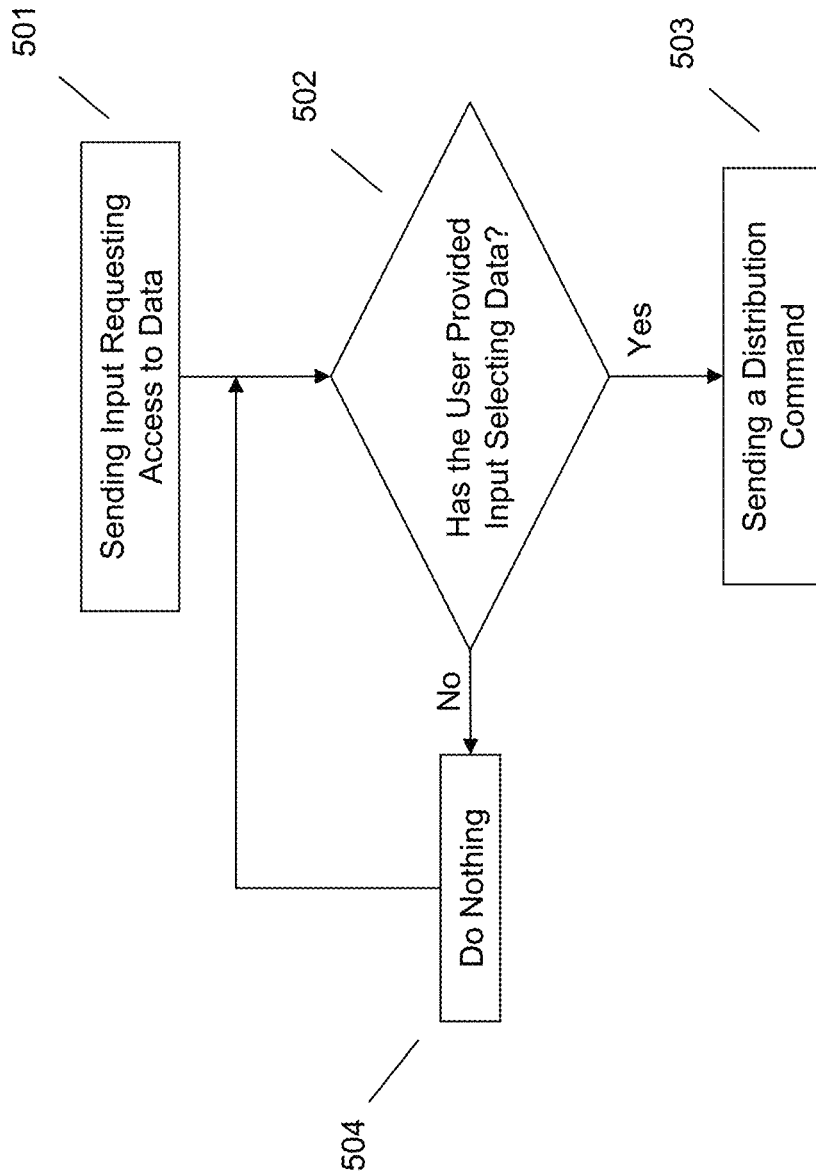 501
Sending Input Requesting
Access to Data
502
Has the User Provided
Input Selecting Data?
No
Yes
504
Do Nothing
503
Sending a Distribution
Command